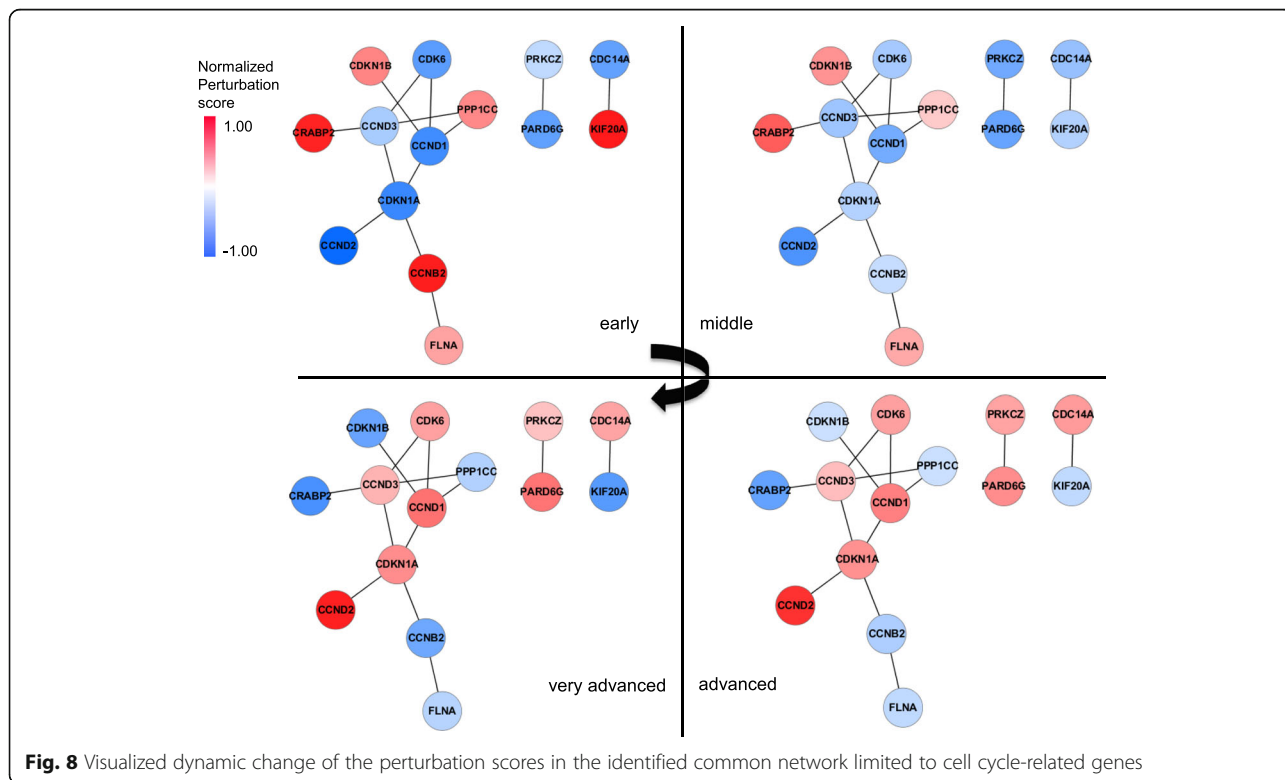 Normalized
Perturbation
score
1.00
-1.00
CDKN1B
CDK6
PRKCZ
CDC14A
CRABP2
CCND3
PPP1CC
CCND1
PARD6G
KIF20A
CDKN1A
CCND2
CCNB2
FLNA
early
CDKN1B
CDK6
PRKCZ
CDC14A
CRABP2
CCND3
PPP1CC
CCND1
PARD6G
KIF20A
CDKN1A
CCND2
CCNB2
FLNA
middle
CDKN1B
CDK6
PRKCZ
CDC14A
CRABP2
CCND3
PPP1CC
CCND1
PARD6G
KIF20A
CDKN1A
CCND2
CCNB2
FLNA
very advanced
CDKN1B
CDK6
PRKCZ
CDC14A
CRABP2
CCND3
PPP1CC
CCND1
PARD6G
KIF20A
CDKN1A
CCND2
CCNB2
FLNA
advanced
Fig. 8 Visualized dynamic change of the perturbation scores in the identified common network limited to cell cycle-related genes